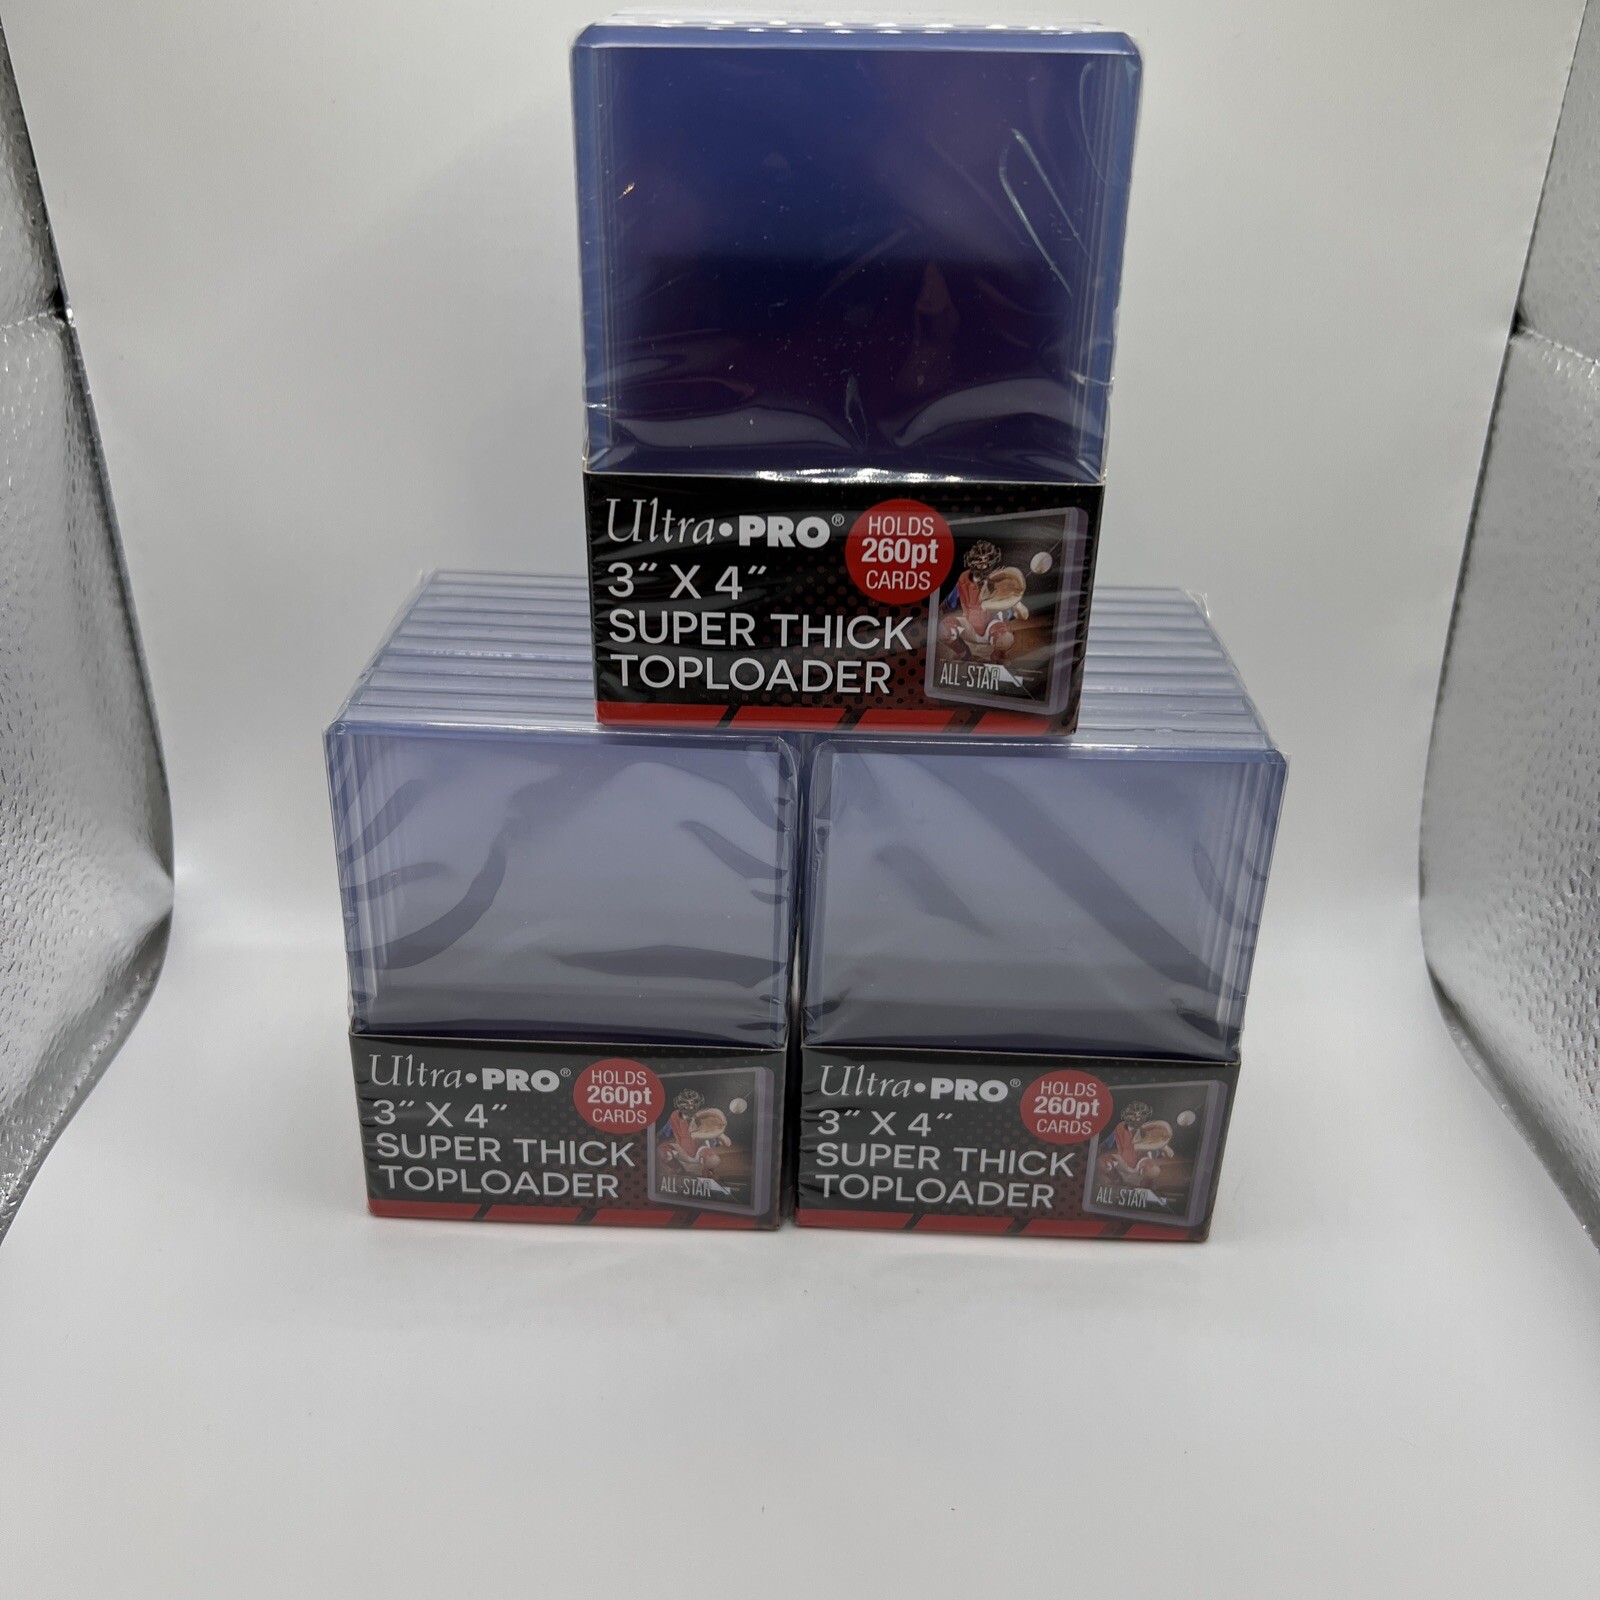 Ultra•PRO®
3″ X 4″
SUPER THICK
TOPLOADER
HOLDS
260pt
CARDS
ALL-STAR
Ultra•PRO®
3″ X 4″
SUPER THICK
TOPLOADER
HOLDS
260pt
CARDS
ALL-STAR
Ultra•PRO®
3″ X 4″
SUPER THICK
TOPLOADER
HOLDS
260pt
CARDS
ALL-STAR